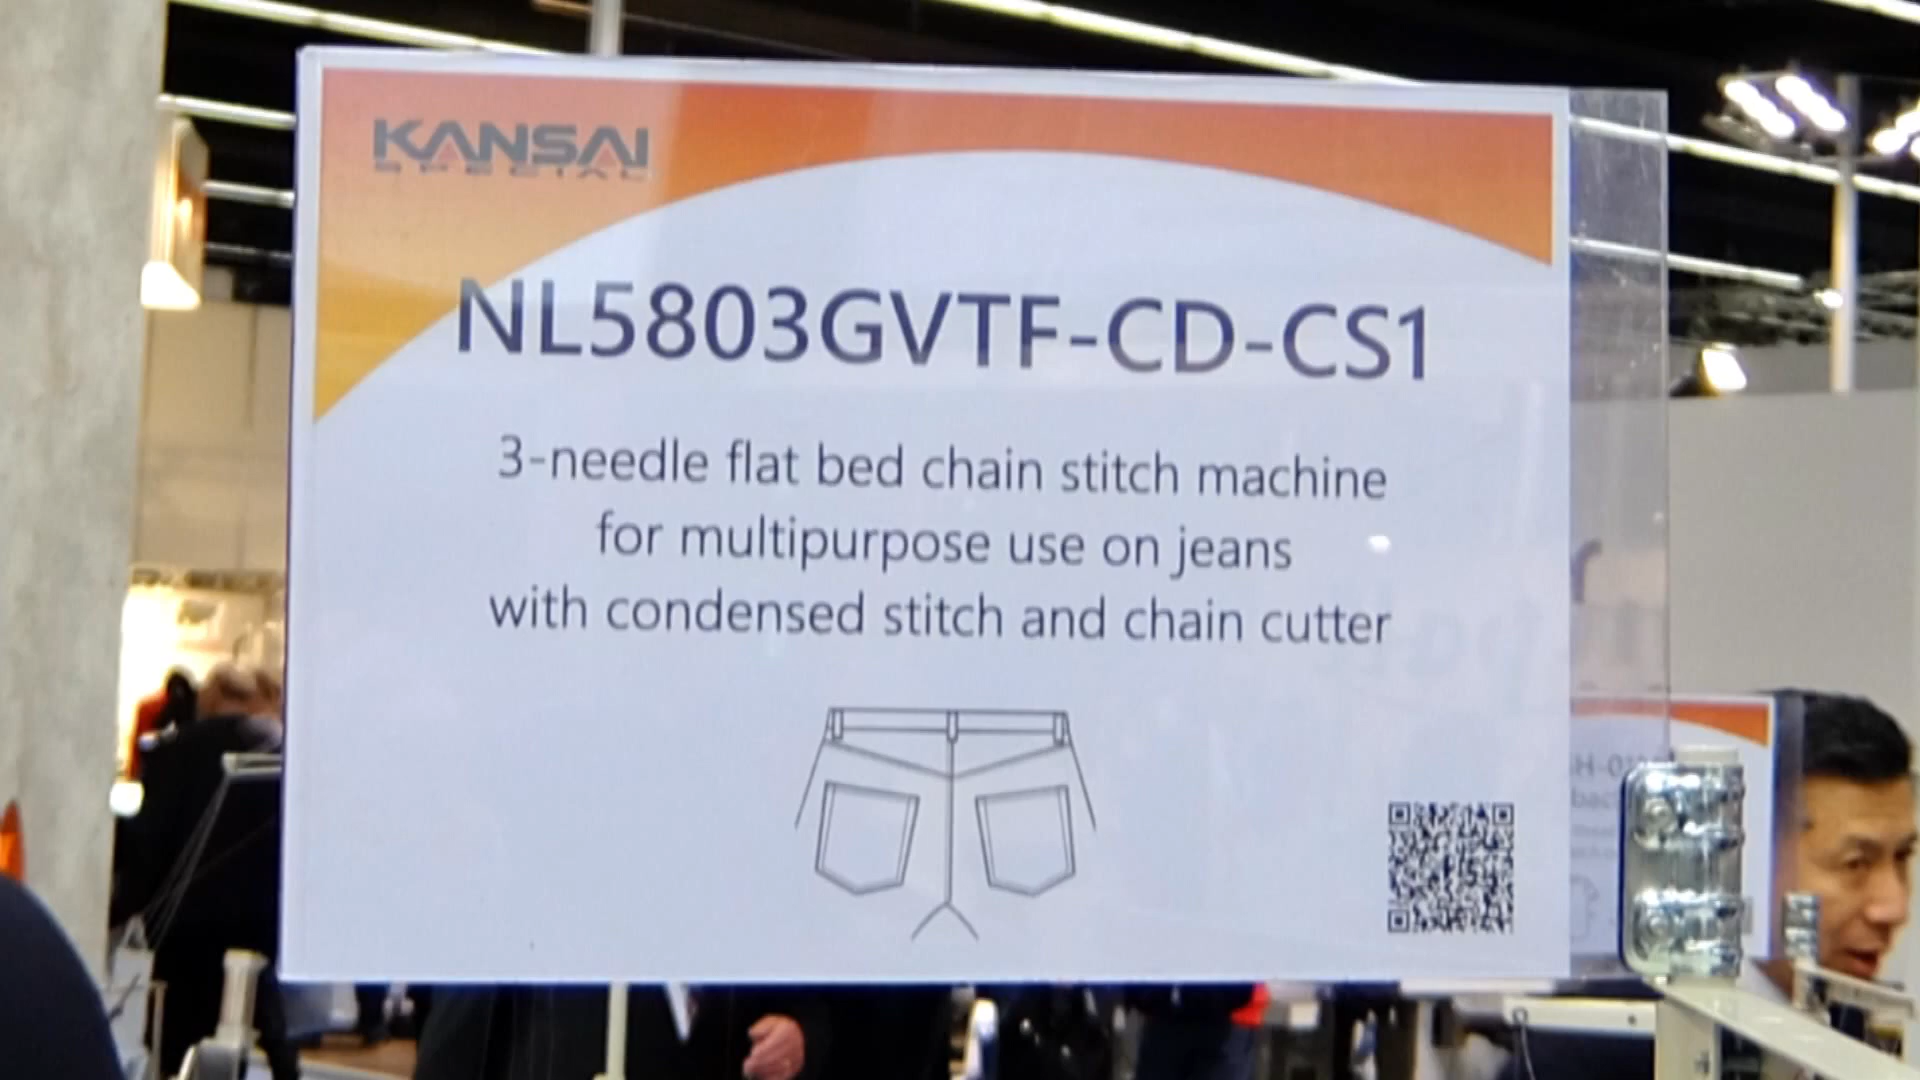 KANSAI
SPECIAL
NL5803GVTF-CD-CS1
3-needle flat bed chain stitch machine
for multipurpose use on jeans
with condensed stitch and chain cutter